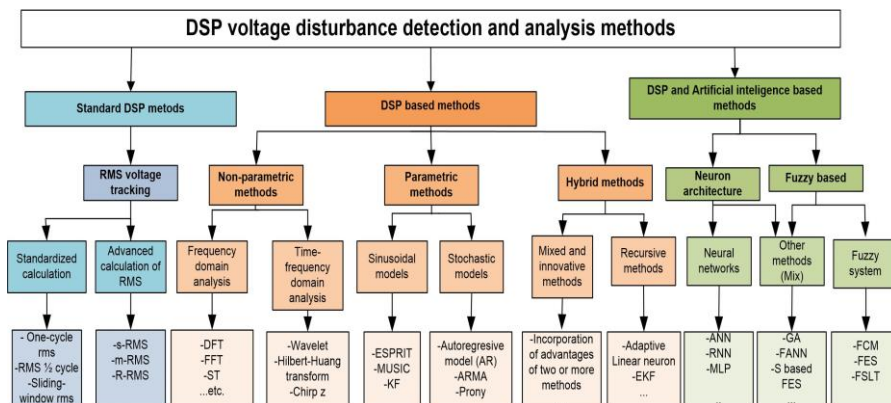 DSP voltage disturbance detection and analysis methods
Standard DSP metods
DSP based methods
DSP and Artificial inteligence based
methods
RMS voltage
tracking
Non-parametric
methods
Parametric
methods
Hybrid methods
Neuron
architecture
Fuzzy based
Standardized
calculation
Advanced
calculation of
RMS
Frequency
domain
analysis
Time-
frequency
domain
analysis
Sinusoidal
models
Stochastic
models
Mixed and
innovative
methods
Recursive
methods
Neural
networks
Other
methods
(Mix)
Fuzzy
system
- One-cycle
rms
-RMS ½ cycle
-Sliding-
window rms
-s-RMS
-m-RMS
-R-RMS
-DFT
-FFT
-ST
...etc.
-Wavelet
-Hilbert-Huang
transform
-Chirp z
-ESPRIT
-MUSIC
-KF
-Autoregresive
model (AR)
-ARMA
-Prony
-Incorporation of
advantages of
two or more
methods
-Adaptive
Linear neuron
-EKF
...
-ANN
-RNN
-MLP
..
-GA
-FANN
-S based
FES
...
-FCM
-FES
-FSLT